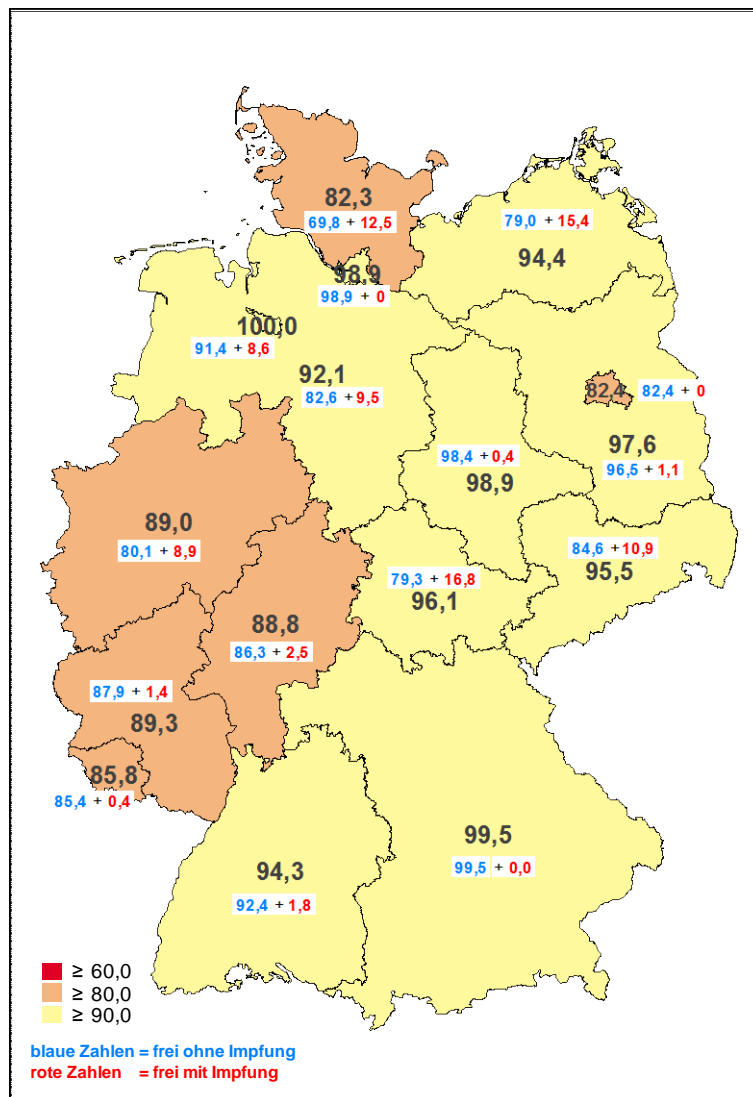 82,3
69,8 + 12,5
79,0 + 15,4
94,4
98,9
98,9 + 0
100,0
91,4 + 8,6
92,1
82,6 + 9,5
82,4
82,4 + 0
97,6
96,5 + 1,1
98,4 + 0,4
98,9
89,0
80,1 + 8,9
84,6 + 10,9
95,5
79,3 + 16,8
96,1
88,8
86,3 + 2,5
87,9 + 1,4
89,3
85,8
85,4 + 0,4
99,5
99,5 + 0,0
94,3
92,4 + 1,8
≥ 60,0
≥ 80,0
≥ 90,0
blaue Zahlen = frei ohne Impfung
rote Zahlen = frei mit Impfung